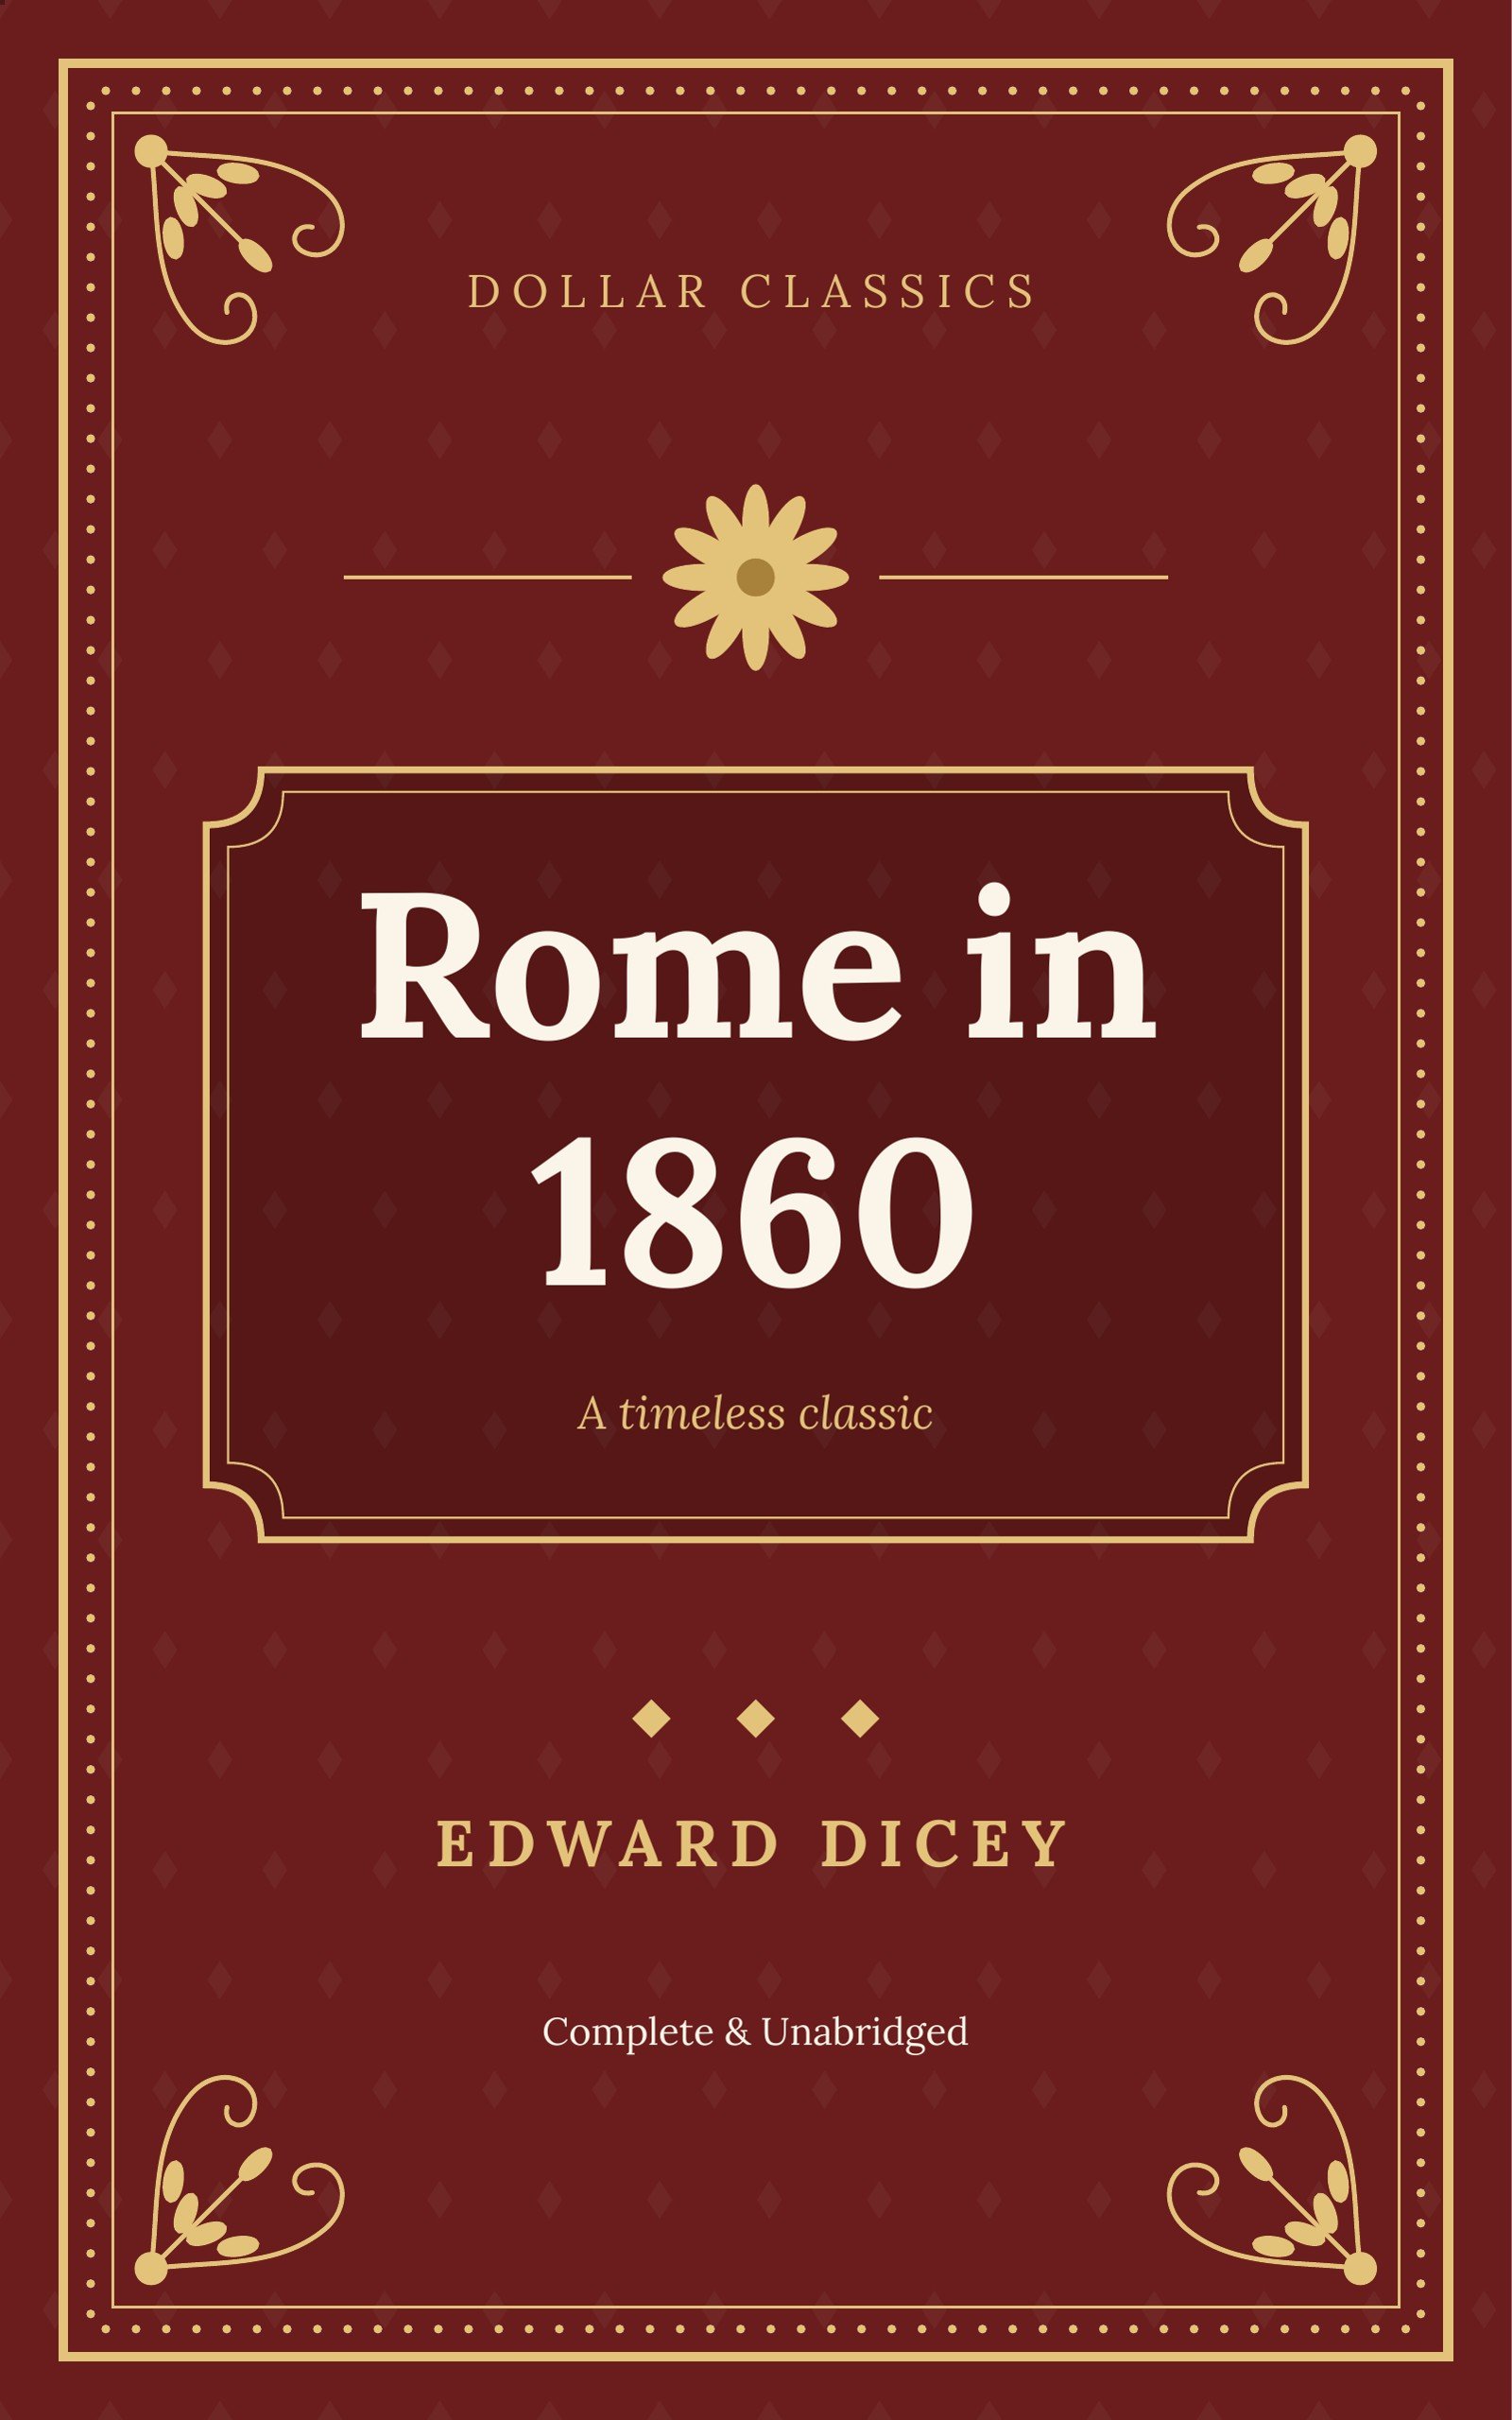 DOLLAR CLASSICS
Rome in
1860
A timeless classic
EDWARD DICEY
Complete & Unabridged